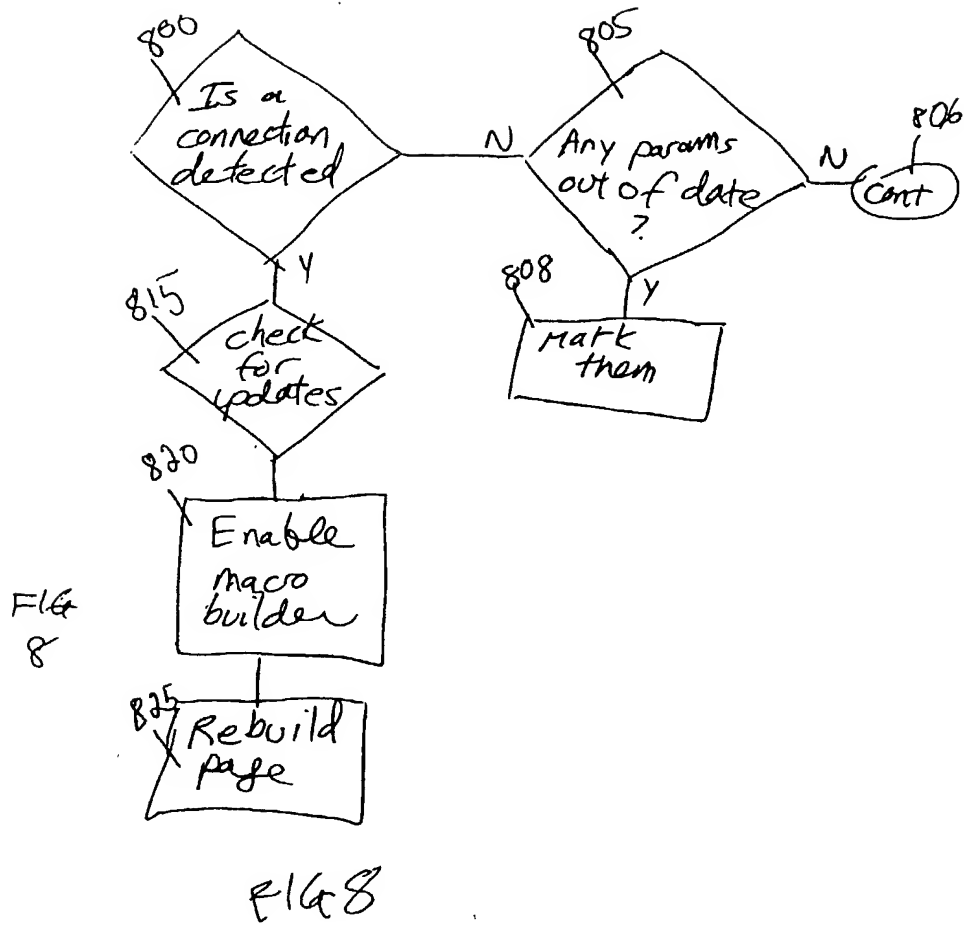 800
Is a
connection
detected
N
Y
805
Any params
out of date
?
N
Y
806
cont
808
Mark
them
815
check
for
updates
820
Enable
macro
builder
825
Rebuild
page
FIG
8
FIG 8